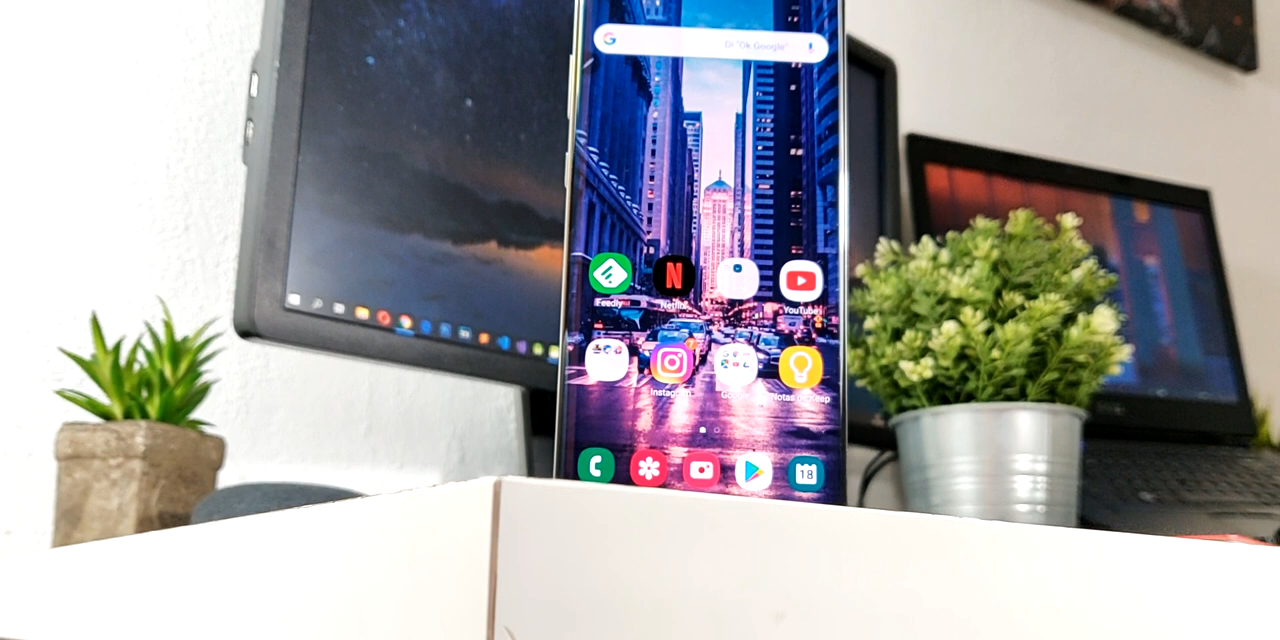 Di "Ok Google"
Feedly
Netflix
YouTube
Instagram
Notas de Keep
18